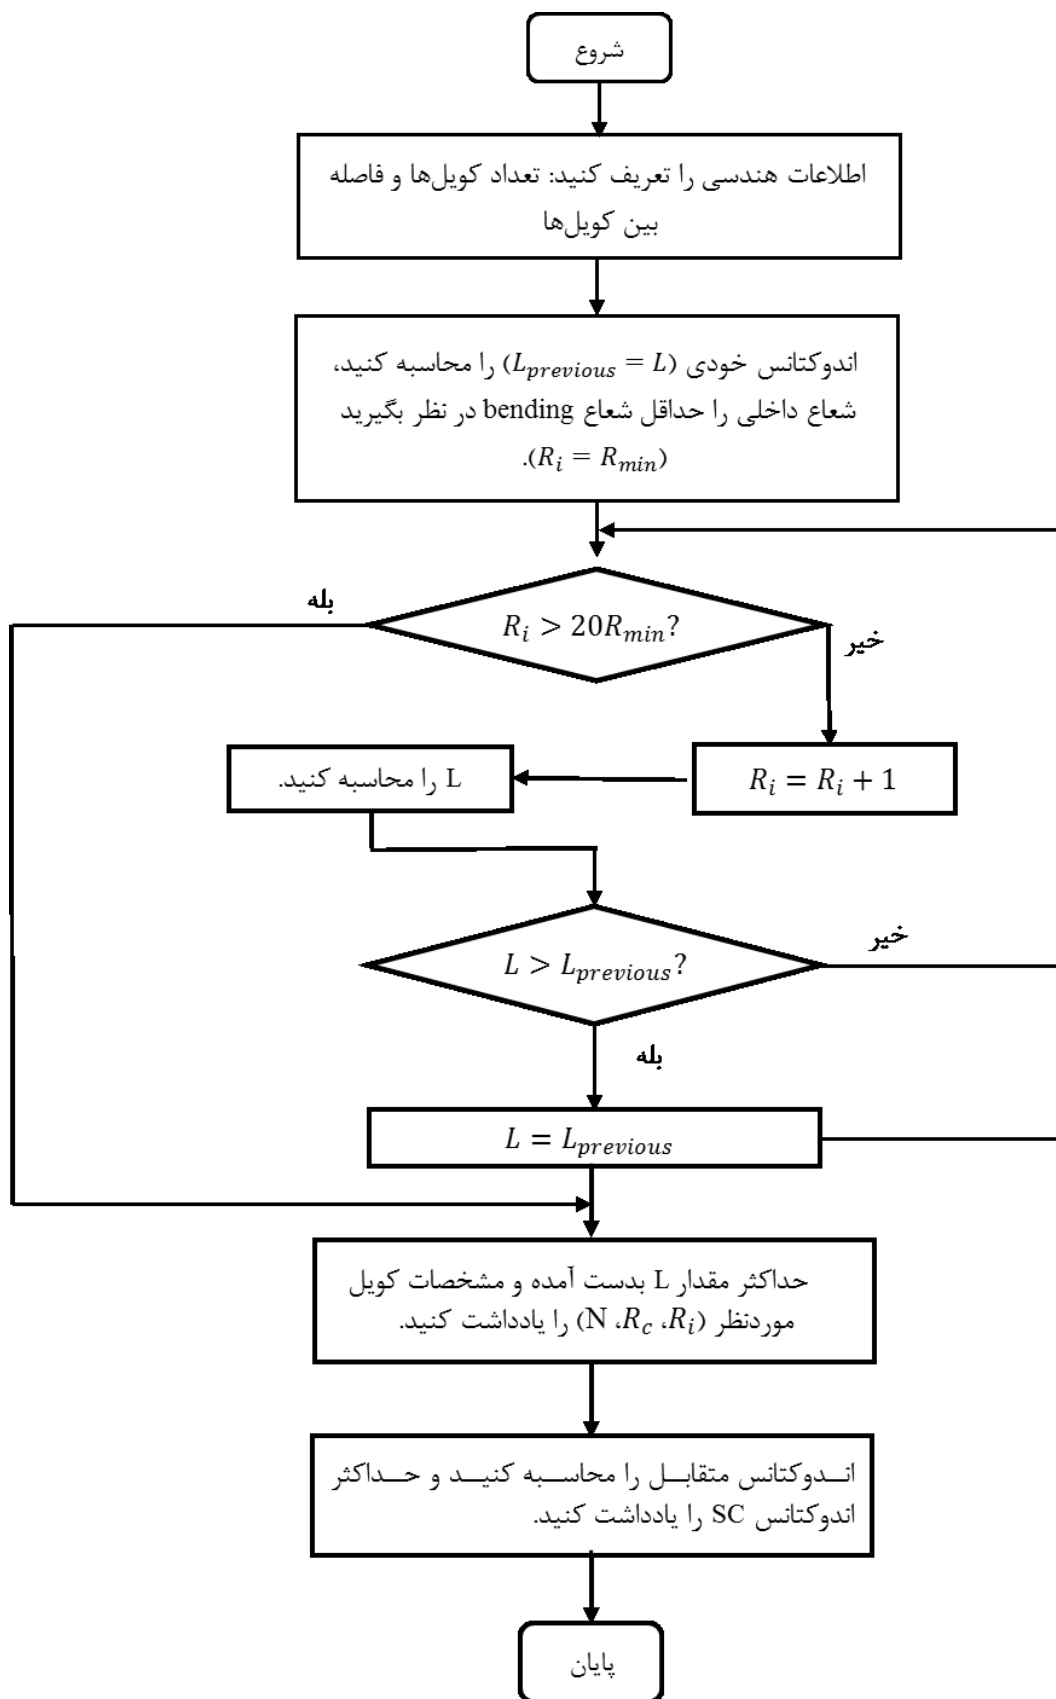 شروع
اطلاعات هندسی را تعریف کنید: تعداد کویل‌ها و فاصله
بین کویل‌ها
اندوکتانس خودی (L_previous = L) را محاسبه کنید،
شعاع داخلی را حداقل شعاع bending در نظر بگیرید
(R_i = R_min).
R_i > 20R_min?
بله
خیر
R_i = R_i + 1
L را محاسبه کنید.
L > L_previous?
خیر
بله
L = L_previous
حداکثر مقدار L بدست آمده و مشخصات کویل
موردنظر (R_i، R_c، N) را یادداشت کنید.
اندوکتانس متقابل را محاسبه کنید و حداکثر
اندوکتانس SC را یادداشت کنید.
پایان